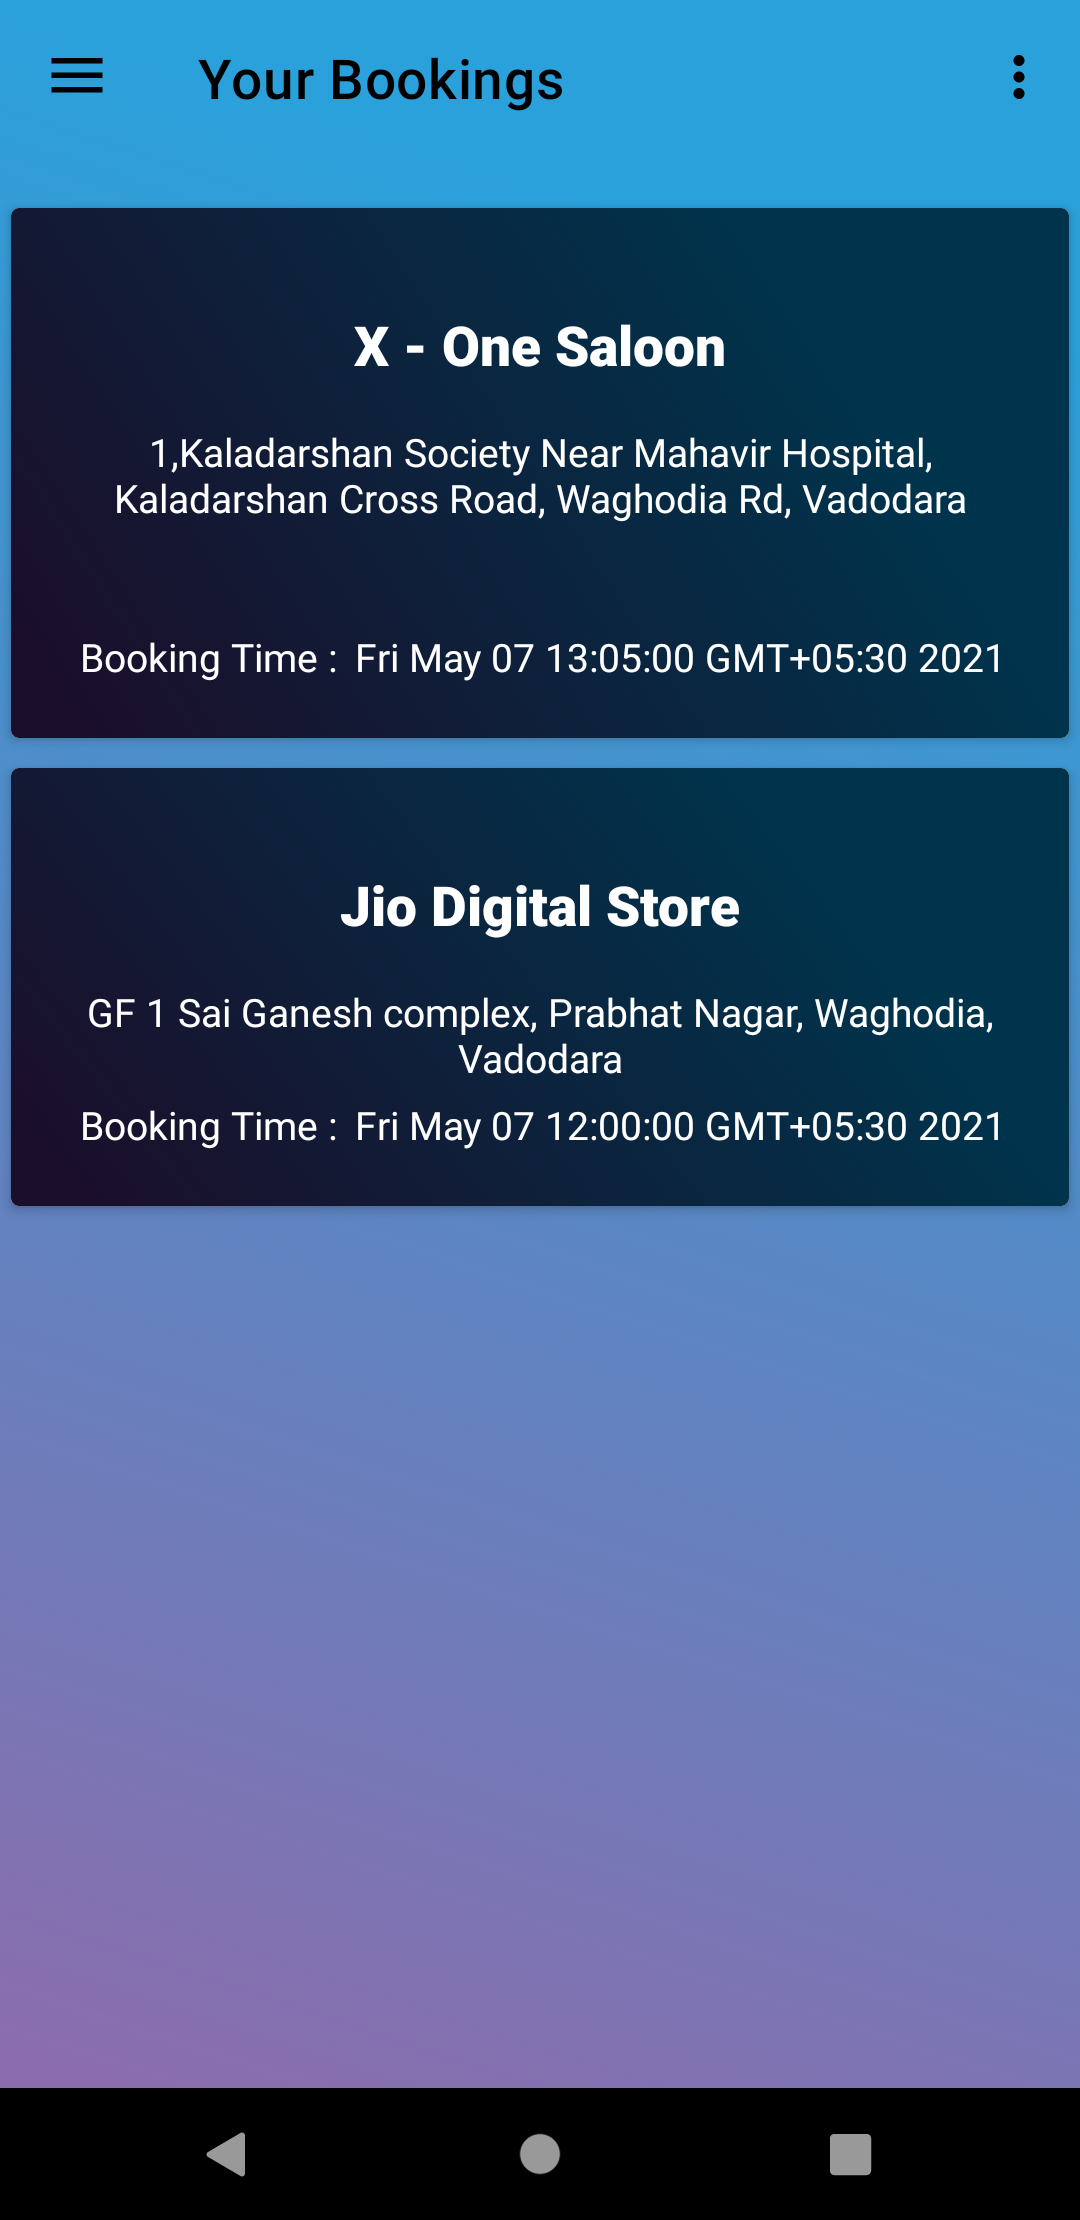 Your Bookings
X - One Saloon
1,Kaladarshan Society Near Mahavir Hospital,
Kaladarshan Cross Road, Waghodia Rd, Vadodara
Booking Time :  Fri May 07 13:05:00 GMT+05:30 2021
Jio Digital Store
GF 1 Sai Ganesh complex, Prabhat Nagar, Waghodia,
Vadodara
Booking Time :  Fri May 07 12:00:00 GMT+05:30 2021